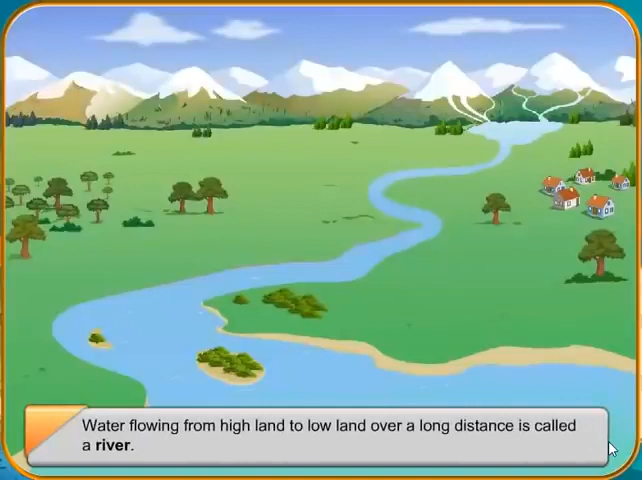 Water flowing from high land to low land over a long distance is called
a river.